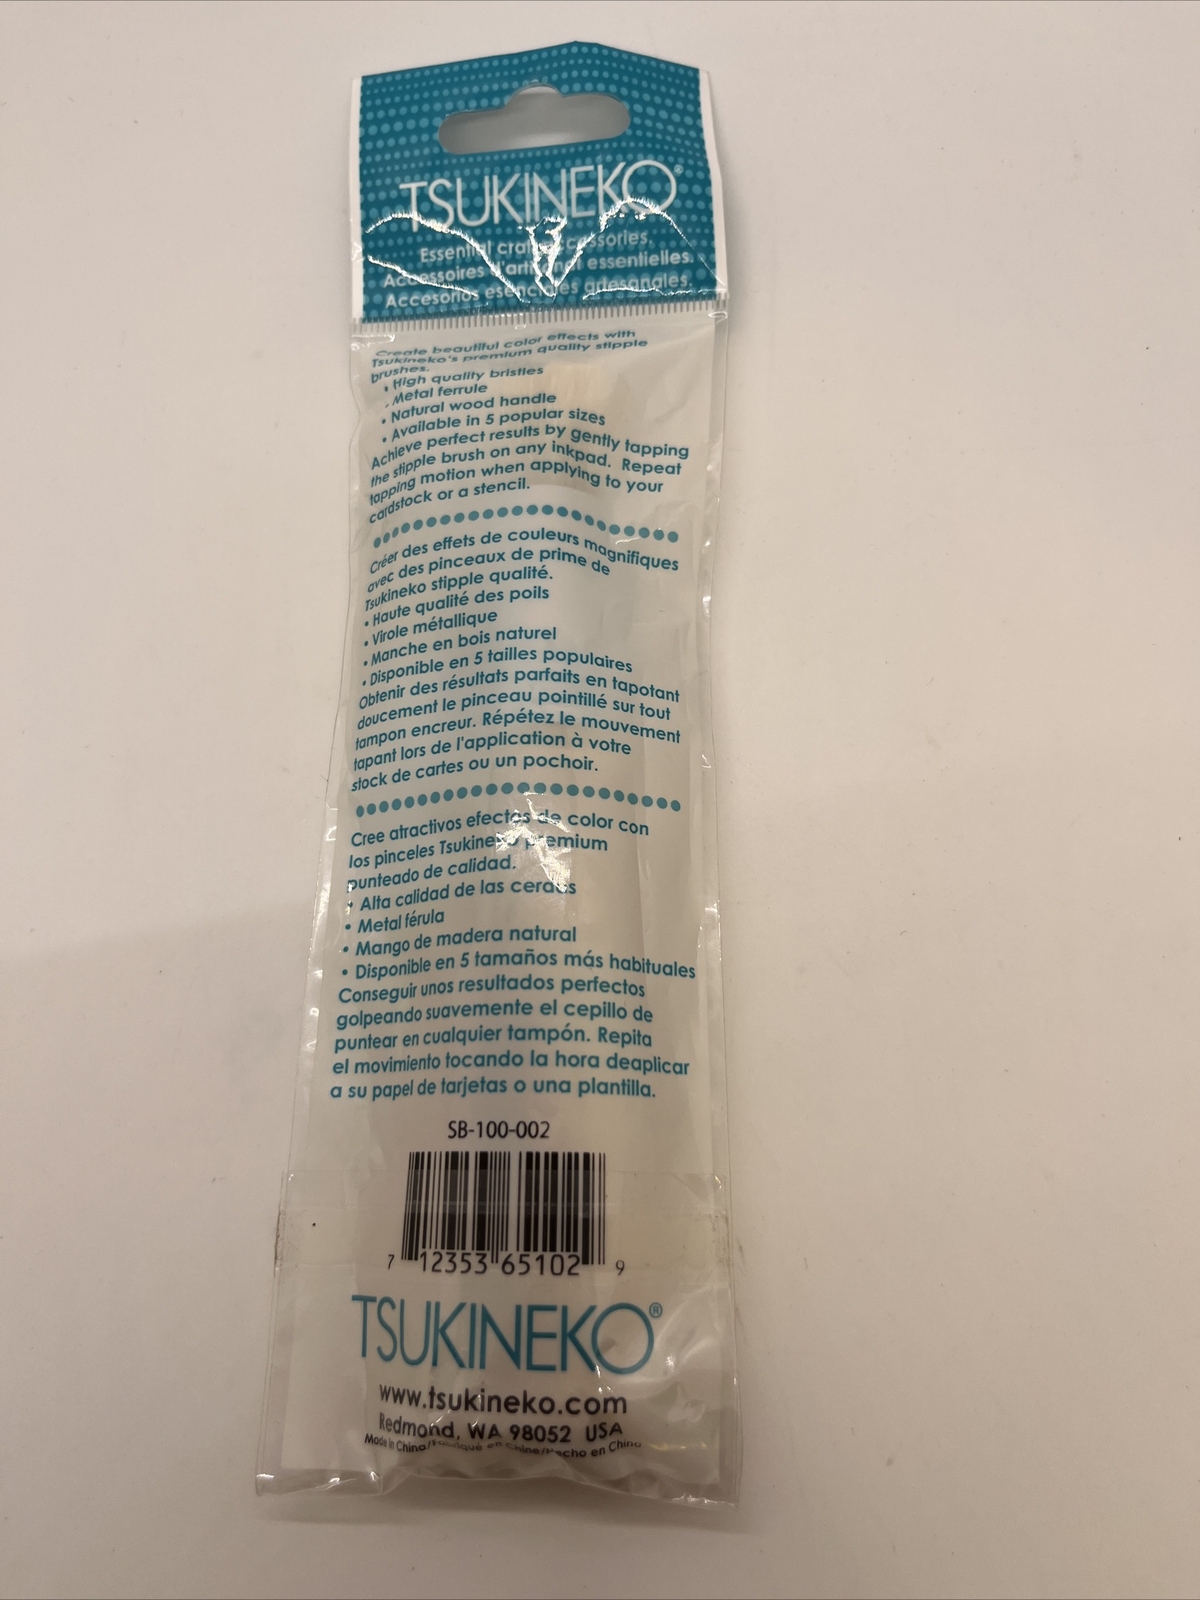 TSUKINEKO®
Essential craft accessories.
Accessoires d'artisanat essentielles.
Accesorios esenciales artesanales.
Create beautiful color effects with
Tsukineko's premium quality stipple
brushes.
• High quality bristles
• Metal ferrule
• Natural wood handle
• Available in 5 popular sizes
Achieve perfect results by gently tapping
the stipple brush on any inkpad. Repeat
tapping motion when applying to your
cardstock or a stencil.
Créer des effets de couleurs magnifiques
avec des pinceaux de prime de
Tsukineko stipple qualité.
• Haute qualité des poils
• Virole métallique
• Manche en bois naturel
• Disponible en 5 tailles populaires
Obtenir des résultats parfaits en tapotant
doucement le pinceau pointillé sur tout
tampon encreur. Répétez le mouvement
tapant lors de l'application à votre
stock de cartes ou un pochoir.
Cree atractivos efectos de color con
los pinceles Tsukineko premium
punteado de calidad.
• Alta calidad de las cerdas
• Metal férula
• Mango de madera natural
• Disponible en 5 tamaños más habituales
Conseguir unos resultados perfectos
golpeando suavemente el cepillo de
puntear en cualquier tampón. Repita
el movimiento tocando la hora deaplicar
a su papel de tarjetas o una plantilla.
SB-100-002
7 12353 65102 9
TSUKINEKO®
www.tsukineko.com
Redmond, WA 98052 USA
Made in China/Fabriqué en Chine/Hecho en China